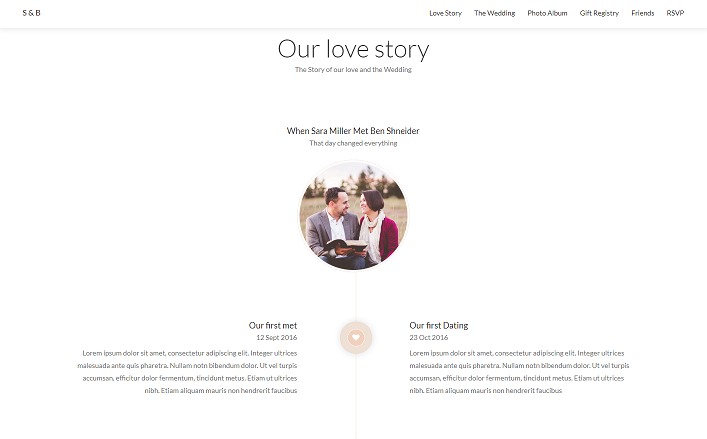 S & B
Love Story The Wedding Photo Album Gift Registry Friends RSVP
Our love story
The Story of our love and the Wedding
When Sara Miller Met Ben Shneider
That day changed everything
Our first met
12 Sept 2016
Lorem ipsum dolor sit amet, consectetur adipiscing elit. Integer ultrices
malesuada ante quis pharetra. Nullam notn bibendum dolor. Ut vel turpis
accumsan, efficitur dolor fermentum, tincidunt metus. Etiam ut ultrices
nibh. Etiam aliquam mauris non hendrerit faucibus
Our first Dating
23 Oct 2016
Lorem ipsum dolor sit amet, consectetur adipiscing elit. Integer ultrices
malesuada ante quis pharetra. Nullam notn bibendum dolor. Ut vel turpis
accumsan, efficitur dolor fermentum, tincidunt metus. Etiam ut ultrices
nibh. Etiam aliquam mauris non hendrerit faucibus